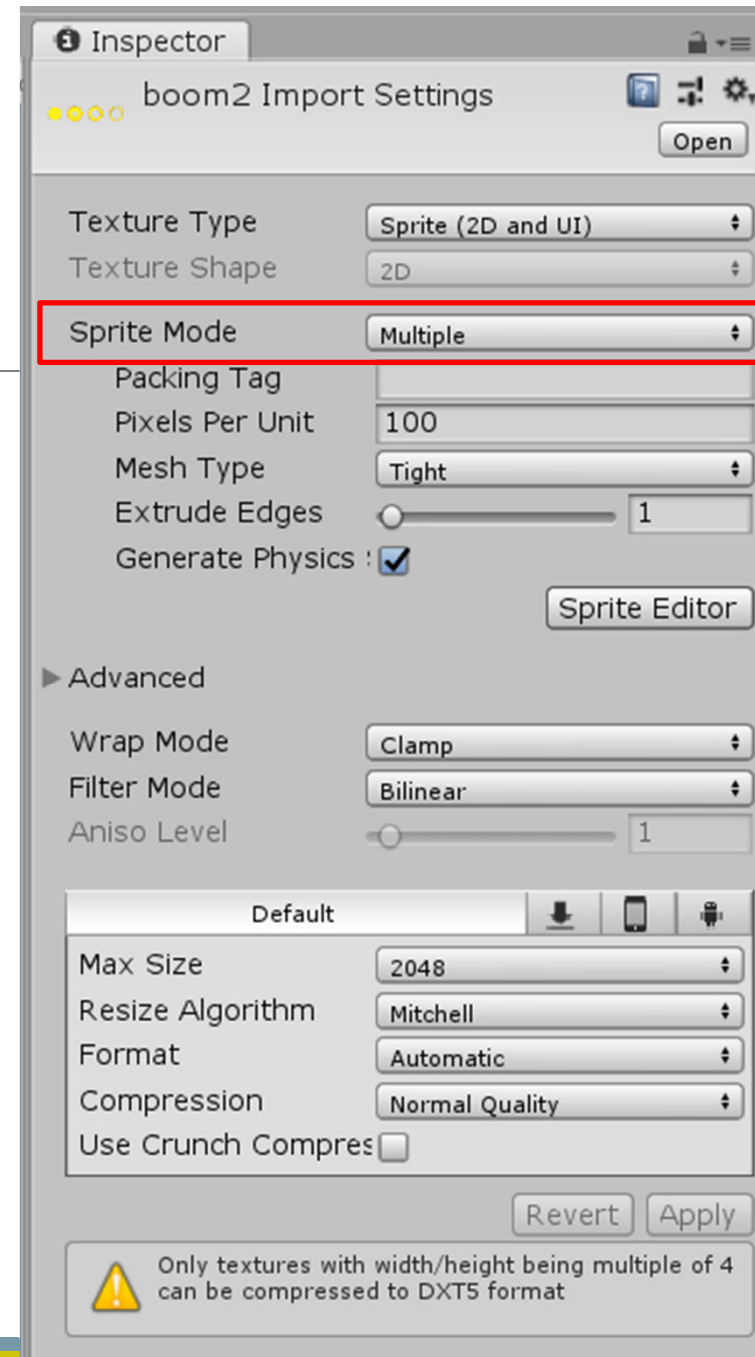 Inspector
boom2 Import Settings
Open
Texture Type Sprite (2D and UI)
Texture Shape 2D
Sprite Mode Multiple
Packing Tag
Pixels Per Unit 100
Mesh Type Tight
Extrude Edges 1
Generate Physics
Sprite Editor
Advanced
Wrap Mode Clamp
Filter Mode Bilinear
Aniso Level 1
Default
Max Size 2048
Resize Algorithm Mitchell
Format Automatic
Compression Normal Quality
Use Crunch Compres
Revert Apply
Only textures with width/height being multiple of 4
can be compressed to DXT5 format